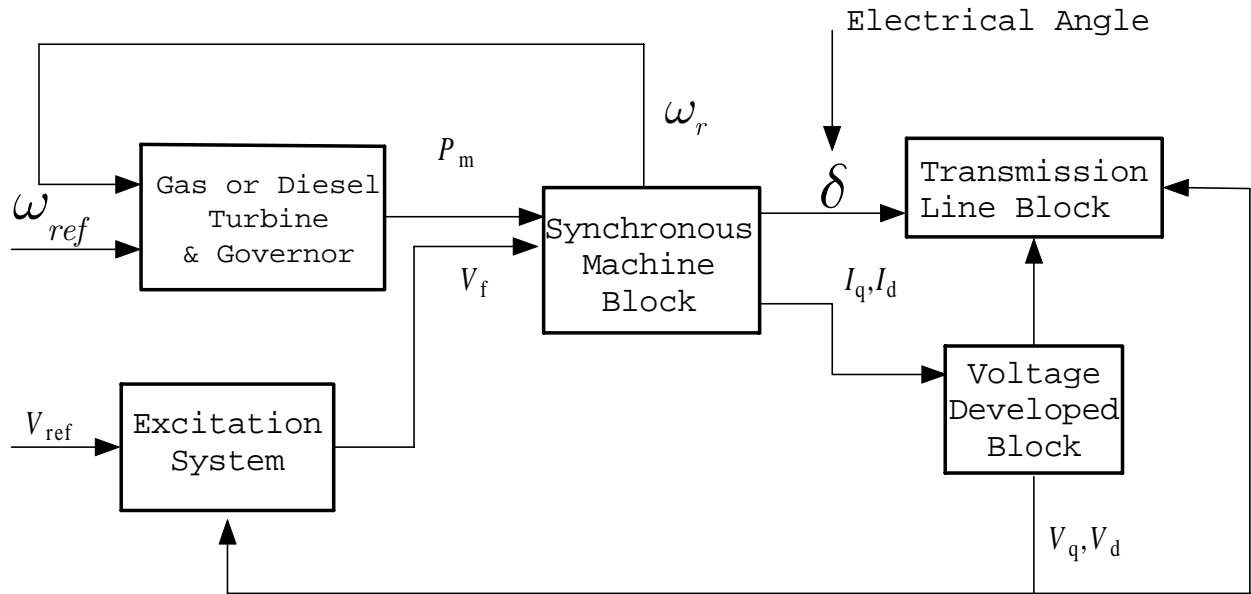 Electrical Angle
ω_r
P_m
Gas or Diesel
Turbine
& Governor
ω_ref
δ
Transmission
Line Block
Synchronous
Machine
Block
V_f
I_q,I_d
Voltage
Developed
Block
V_ref
Excitation
System
V_q,V_d